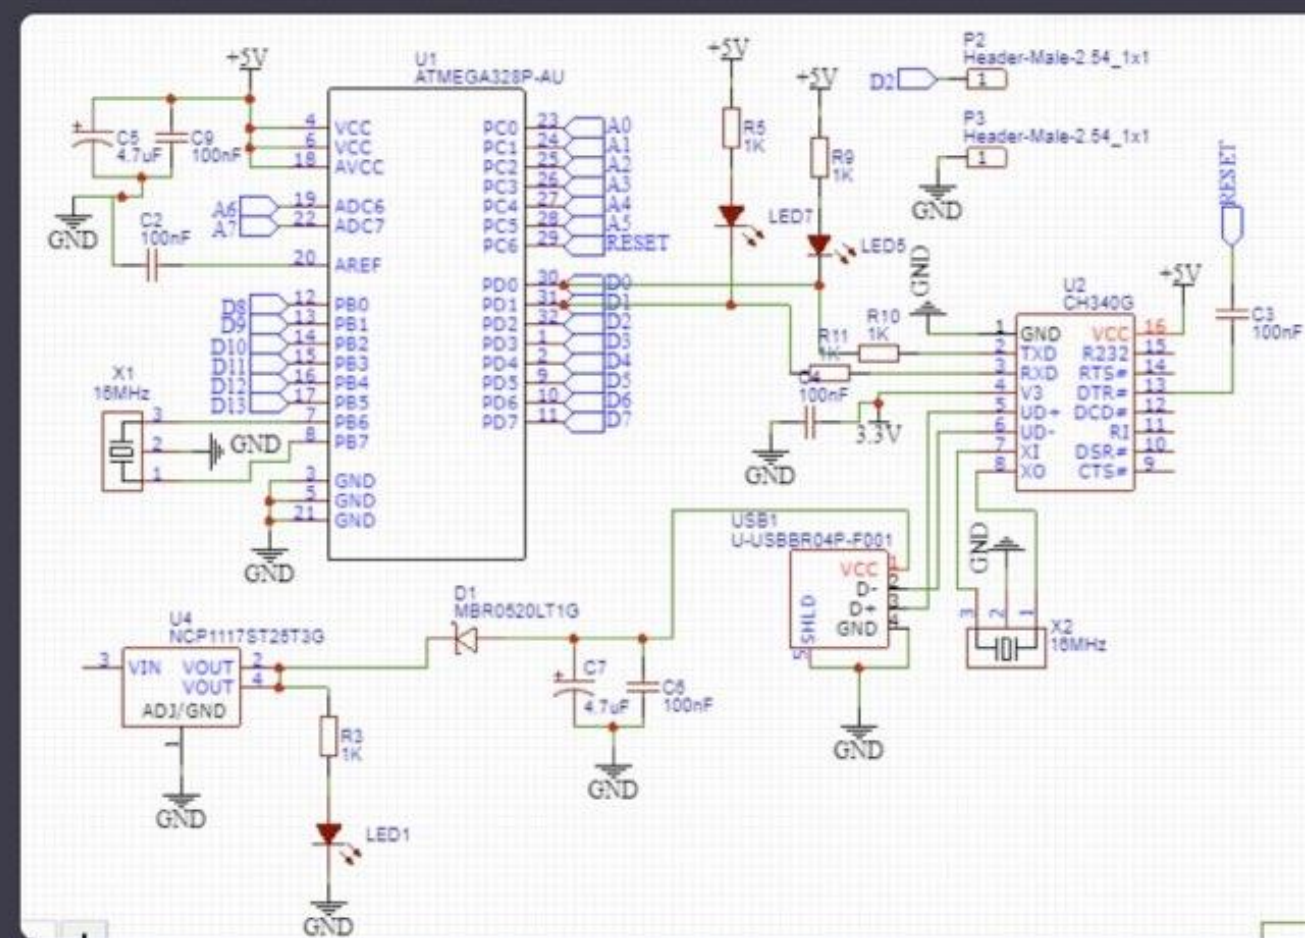 +5V
U1
ATMEGA328P-AU
C5
4.7uF
C9
100nF
GND
C2
100nF
4 VCC
6 VCC
18 AVCC
A6 19 ADC6
A7 22 ADC7
20 AREF
D8 12 PB0
D9 13 PB1
D10 14 PB2
D11 15 PB3
D12 16 PB4
D13 17 PB5
7 PB6
8 PB7
3 GND
5 GND
21 GND
GND
PC0 23 A0
PC1 24 A1
PC2 25 A2
PC3 26 A3
PC4 27 A4
PC5 28 A5
PC6 29 RESET
PD0 30 D0
PD1 31 D1
PD2 32 D2
PD3 1 D3
PD4 2 D4
PD5 9 D5
PD6 10 D6
PD7 11 D7
X1
16MHz
3
2
1
GND
+5V
R5
1K
LED7
+5V
R9
1K
LED5
P2
Header-Male-2.54_1x1
D2
1
P3
Header-Male-2.54_1x1
1
GND
RESET
C3
100nF
+5V
GND
U2
CH340G
1 GND
2 TXD
3 RXD
4 V3
5 UD+
6 UD-
7 XI
8 XO
VCC 16
R232 15
RTS# 14
DTR# 13
DCD# 12
RI 11
DSR# 10
CTS# 9
R10
1K
R11
1K
C4
100nF
3.3V
GND
USB1
U-USBBR04P-F001
VCC 1
D- 2
D+ 3
GND 4
SHLD
5
GND
GND
3
2
1
X2
16MHz
D1
MBR0520LT1G
C7
4.7uF
C6
100nF
GND
U4
NCP1117ST25T3G
3 VIN
VOUT 2
VOUT 4
ADJ/GND
1
GND
R3
1K
LED1
GND